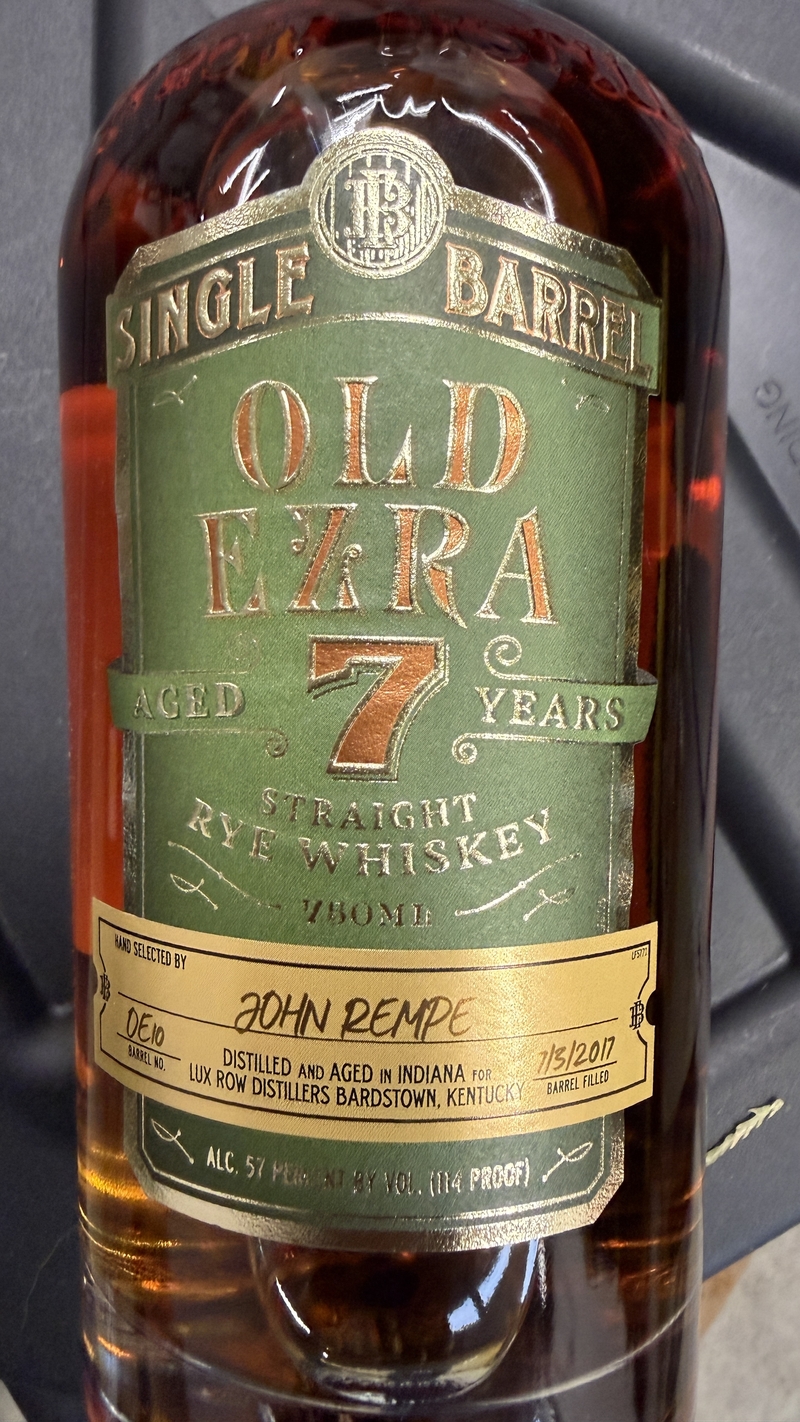 EB
SINGLE BARREL
OLD
EZRA
AGED 7 YEARS
STRAIGHT
RYE WHISKEY
750ML
HAND SELECTED BY
JOHN REMPE
OE10
BARREL NO.
DISTILLED AND AGED IN INDIANA FOR
LUX ROW DISTILLERS BARDSTOWN, KENTUCKY
7/3/2017
BARREL FILLED
ALC. 57 PERCENT BY VOL. (114 PROOF)